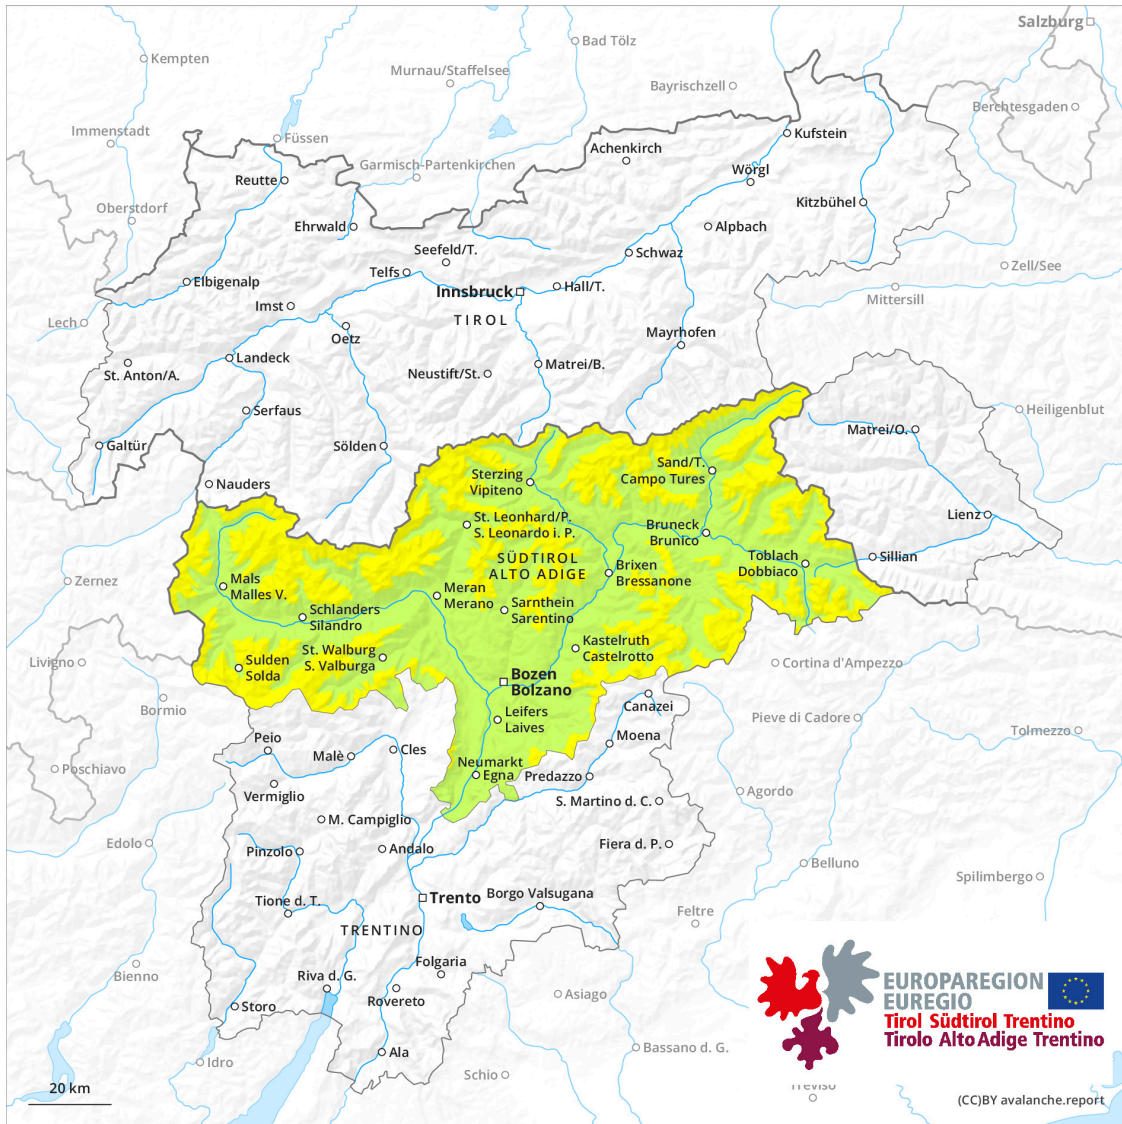 Salzburg
Bad Tölz
Kempten
Murnau/Staffelsee
Bayrischzell
Berchtesgaden
Immenstadt
Füssen
Kufstein
Achenkirch
Garmisch-Partenkirchen
Wörgl
Reutte
Oberstdorf
Kitzbühel
Ehrwald
Alpbach
Seefeld/T.
Schwaz
Zell/See
Telfs
Elbigenalp
Innsbruck
Hall/T.
Mittersill
Imst
TIROL
Lech
Oetz
Mayrhofen
Landeck
Matrei/B.
St. Anton/A.
Neustift/St.
Serfaus
Heiligenblut
Matrei/O.
Galtür
Sölden
Sand/T.
Campo Tures
Sterzing
Vipiteno
Nauders
St. Leonhard/P.
S. Leonardo i. P.
Lienz
Bruneck
Brunico
SÜDTIROL
ALTO ADIGE
Toblach
Dobbiaco
Sillian
Brixen
Bressanone
Zernez
Mals
Malles V.
Meran
Merano
Sarnthein
Sarentino
Schlanders
Silandro
Kastelruth
Castelrotto
St. Walburg
S. Valburga
Livigno
Sulden
Solda
Cortina d'Ampezzo
Bozen
Bolzano
Bormio
Canazei
Leifers
Laives
Pieve di Cadore
Tolmezzo
Peio
Moena
Malè
Cles
Neumarkt
Egna
Predazzo
Poschiavo
Vermiglio
Agordo
S. Martino d. C.
M. Campiglio
Edolo
Pinzolo
Andalo
Fiera d. P.
Belluno
Spilimbergo
Trento
Borgo Valsugana
Tione d. T.
Feltre
TRENTINO
Folgaria
Bienno
Riva d. G.
Rovereto
Asiago
Storo
EUROPAREGION
EUREGIO
Tirol Südtirol Trentino
Tirolo Alto Adige Trentino
Ala
Bassano d. G.
Idro
Schio
Treviso
20 km
(CC)BY avalanche.report